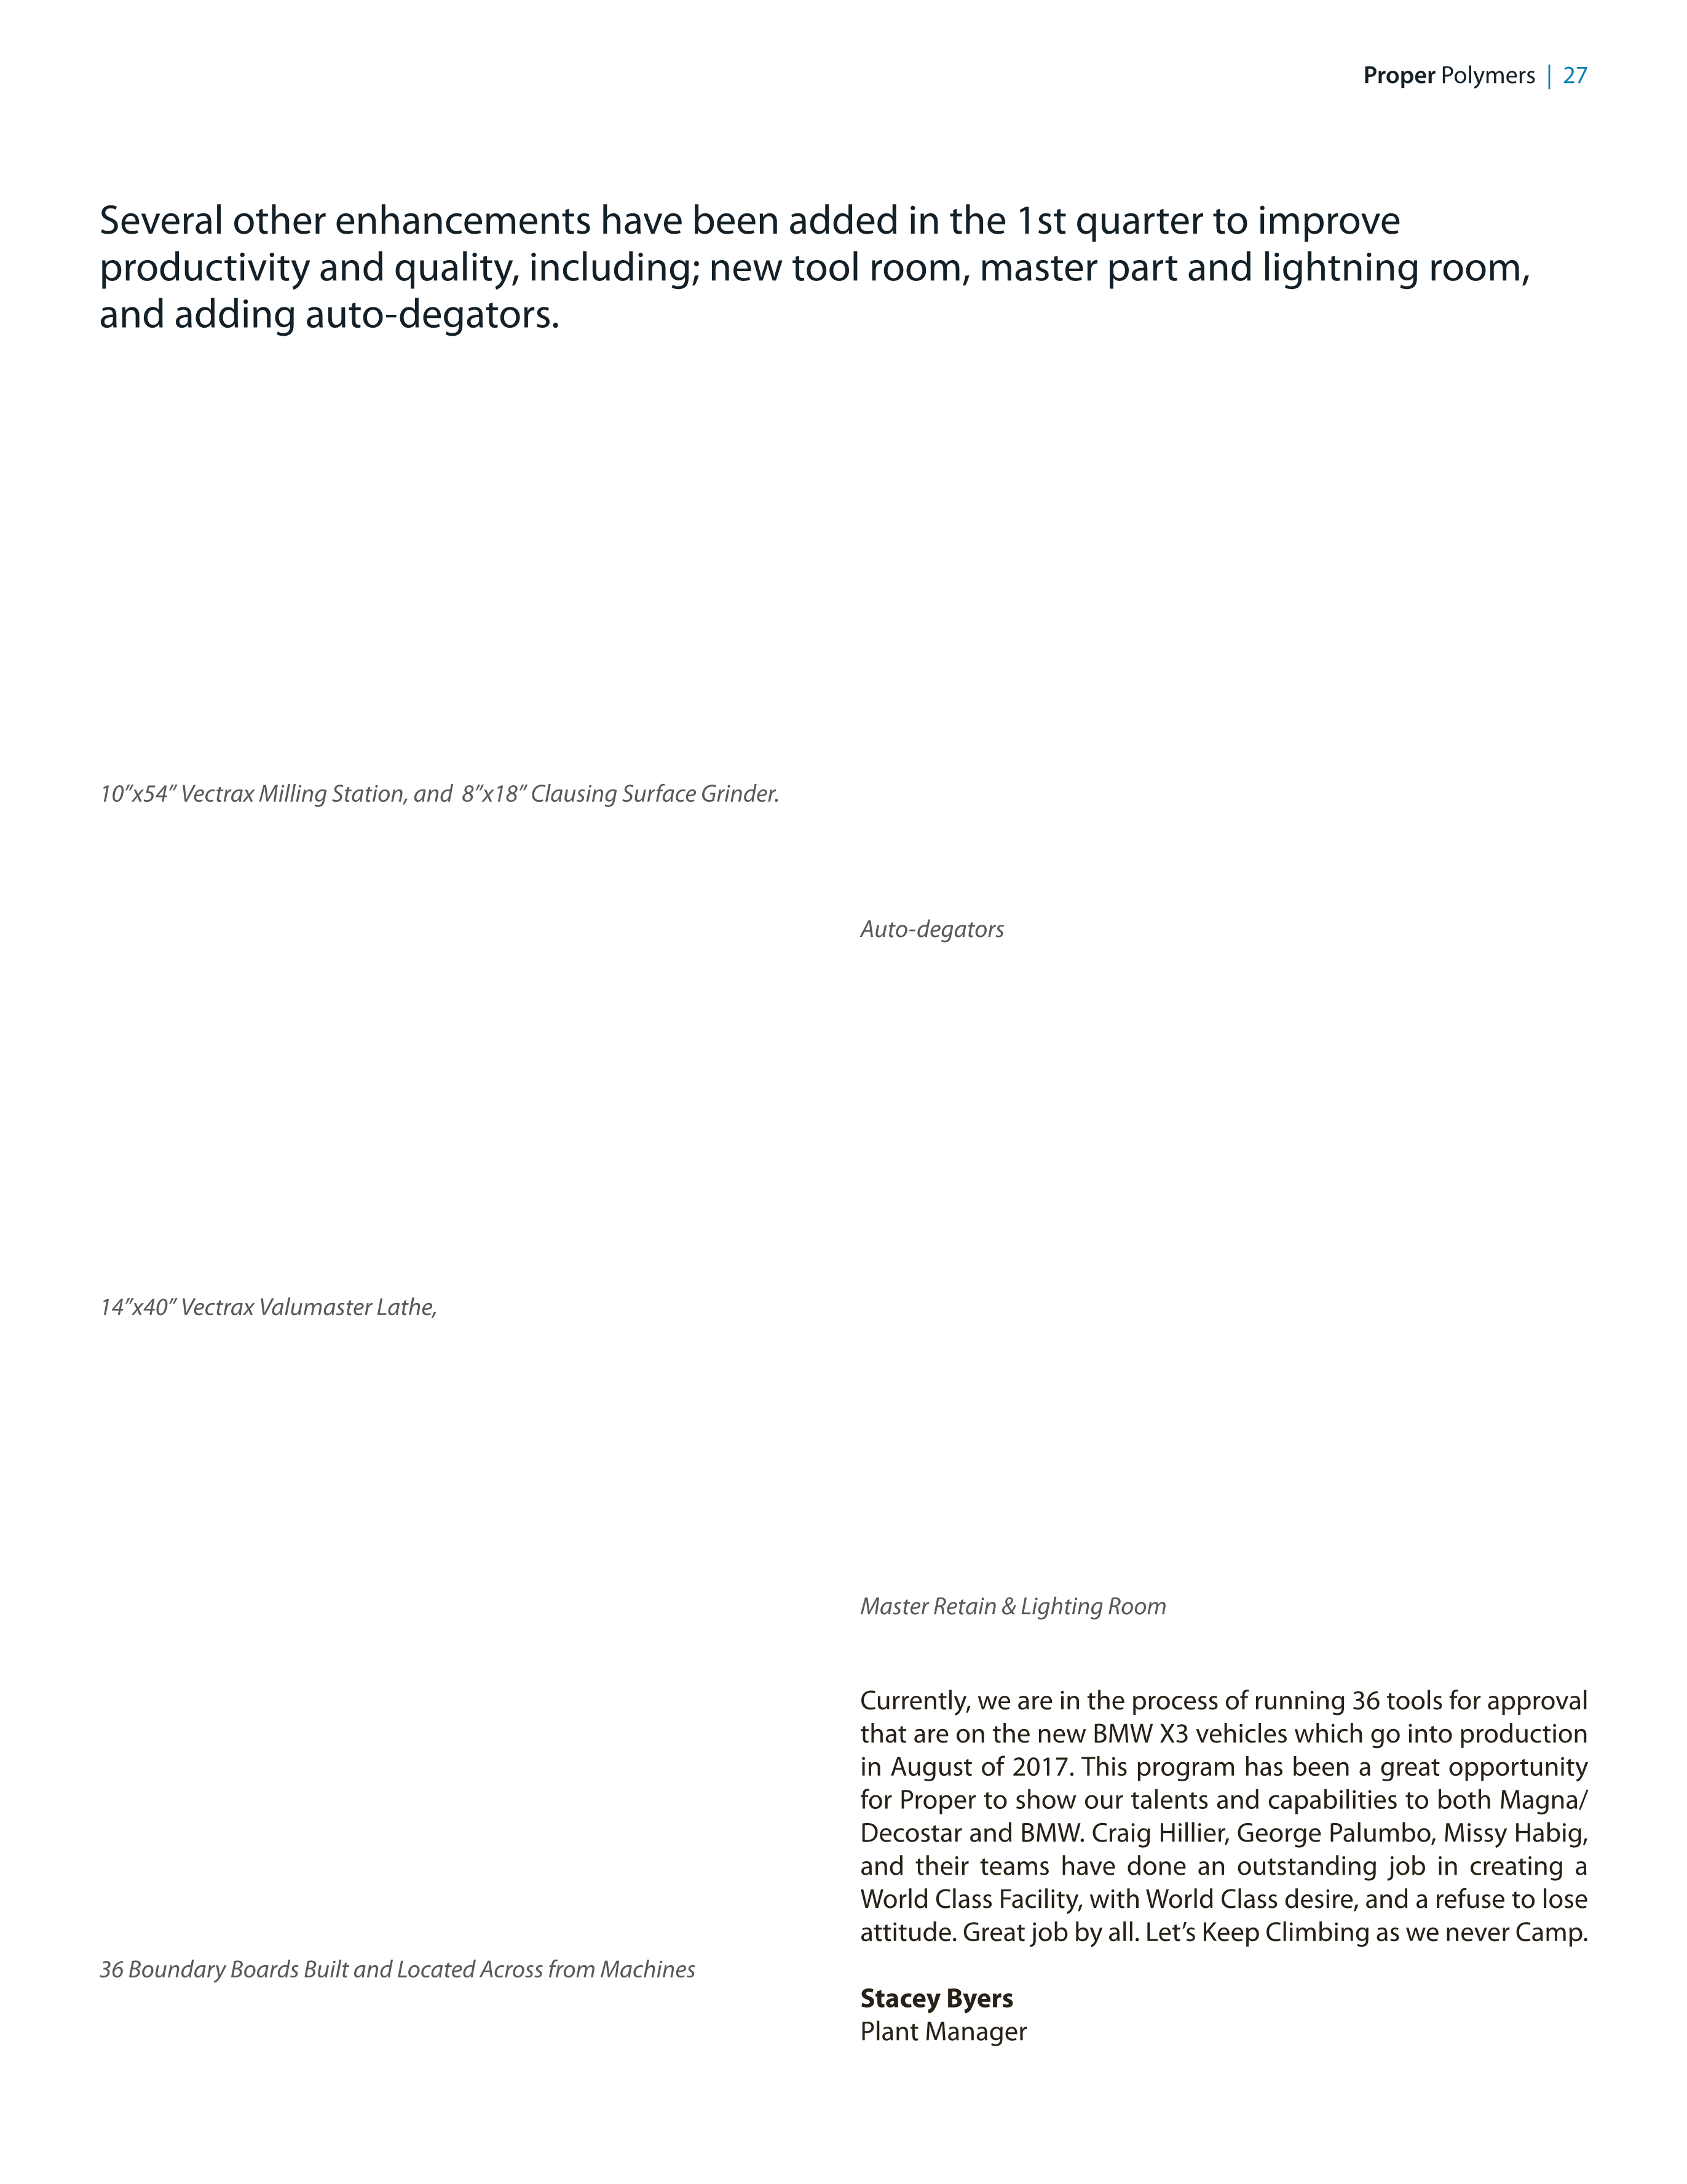 Proper Polymers | 27
Several other enhancements have been added in the 1st quarter to improve
productivity and quality, including; new tool room, master part and lightning room,
and adding auto-degators.
10”x54” Vectrax Milling Station, and 8”x18” Clausing Surface Grinder.
14”x40” Vectrax Valumaster Lathe,
36 Boundary Boards Built and Located Across from Machines
Auto-degators
Master Retain & Lighting Room
Currently, we are in the process of running 36 tools for approval
that are on the new BMW X3 vehicles which go into production
in August of 2017. This program has been a great opportunity
for Proper to show our talents and capabilities to both Magna/
Decostar and BMW. Craig Hillier, George Palumbo, Missy Habig,
and their teams have done an outstanding job in creating a
World Class Facility, with World Class desire, and a refuse to lose
attitude. Great job by all. Let’s Keep Climbing as we never Camp.
Stacey Byers
Plant Manager